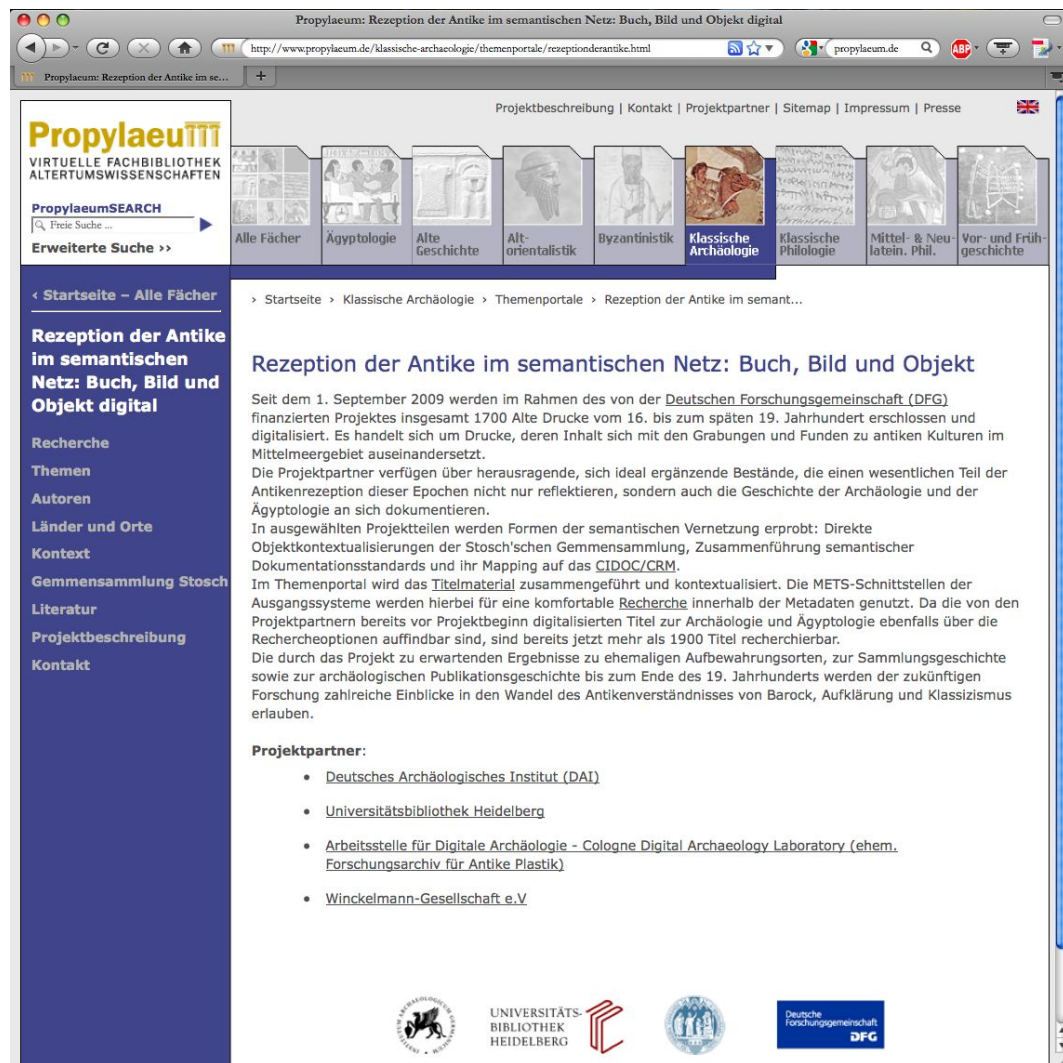 Propylaeum: Rezeption der Antike im semantischen Netz: Buch, Bild und Objekt digital
http://www.propylaeum.de/klassische-archaeologie/themenportale/rezeptionderantike.html
propylaeum.de
ABP
Propylaeum: Rezeption der Antike im se...
Projektbeschreibung | Kontakt | Projektpartner | Sitemap | Impressum | Presse
Propylaeum
VIRTUELLE FACHBIBLIOTHEK
ALTERTUMSWISSENSCHAFTEN
PropylaeumSEARCH
Freie Suche ...
Erweiterte Suche ››
Alle Fächer
Ägyptologie
Alte
Geschichte
Alt-
orientalistik
Byzantinistik
Klassische
Archäologie
Klassische
Philologie
Mittel- & Neu-
latein. Phil.
Vor- und Früh-
geschichte
‹ Startseite – Alle Fächer
Rezeption der Antike
im semantischen
Netz: Buch, Bild und
Objekt digital
Recherche
Themen
Autoren
Länder und Orte
Kontext
Gemmensammlung Stosch
Literatur
Projektbeschreibung
Kontakt
› Startseite › Klassische Archäologie › Themenportale › Rezeption der Antike im semant...
Rezeption der Antike im semantischen Netz: Buch, Bild und Objekt
Seit dem 1. September 2009 werden im Rahmen des von der Deutschen Forschungsgemeinschaft (DFG)
finanzierten Projektes insgesamt 1700 Alte Drucke vom 16. bis zum späten 19. Jahrhundert erschlossen und
digitalisiert. Es handelt sich um Drucke, deren Inhalt sich mit den Grabungen und Funden zu antiken Kulturen im
Mittelmeergebiet auseinandersetzt.
Die Projektpartner verfügen über herausragende, sich ideal ergänzende Bestände, die einen wesentlichen Teil der
Antikenrezeption dieser Epochen nicht nur reflektieren, sondern auch die Geschichte der Archäologie und der
Ägyptologie an sich dokumentieren.
In ausgewählten Projektteilen werden Formen der semantischen Vernetzung erprobt: Direkte
Objektkontextualisierungen der Stosch'schen Gemmensammlung, Zusammenführung semantischer
Dokumentationsstandards und ihr Mapping auf das CIDOC/CRM.
Im Themenportal wird das Titelmaterial zusammengeführt und kontextualisiert. Die METS-Schnittstellen der
Ausgangssysteme werden hierbei für eine komfortable Recherche innerhalb der Metadaten genutzt. Da die von den
Projektpartnern bereits vor Projektbeginn digitalisierten Titel zur Archäologie und Ägyptologie ebenfalls über die
Rechercheoptionen auffindbar sind, sind bereits jetzt mehr als 1900 Titel recherchierbar.
Die durch das Projekt zu erwartenden Ergebnisse zu ehemaligen Aufbewahrungsorten, zur Sammlungsgeschichte
sowie zur archäologischen Publikationsgeschichte bis zum Ende des 19. Jahrhunderts werden der zukünftigen
Forschung zahlreiche Einblicke in den Wandel des Antikenverständnisses von Barock, Aufklärung und Klassizismus
erlauben.
Projektpartner:
• Deutsches Archäologisches Institut (DAI)
• Universitätsbibliothek Heidelberg
• Arbeitsstelle für Digitale Archäologie - Cologne Digital Archaeology Laboratory (ehem.
Forschungsarchiv für Antike Plastik)
• Winckelmann-Gesellschaft e.V
UNIVERSITÄTS-
BIBLIOTHEK
HEIDELBERG
Deutsche
Forschungsgemeinschaft
DFG